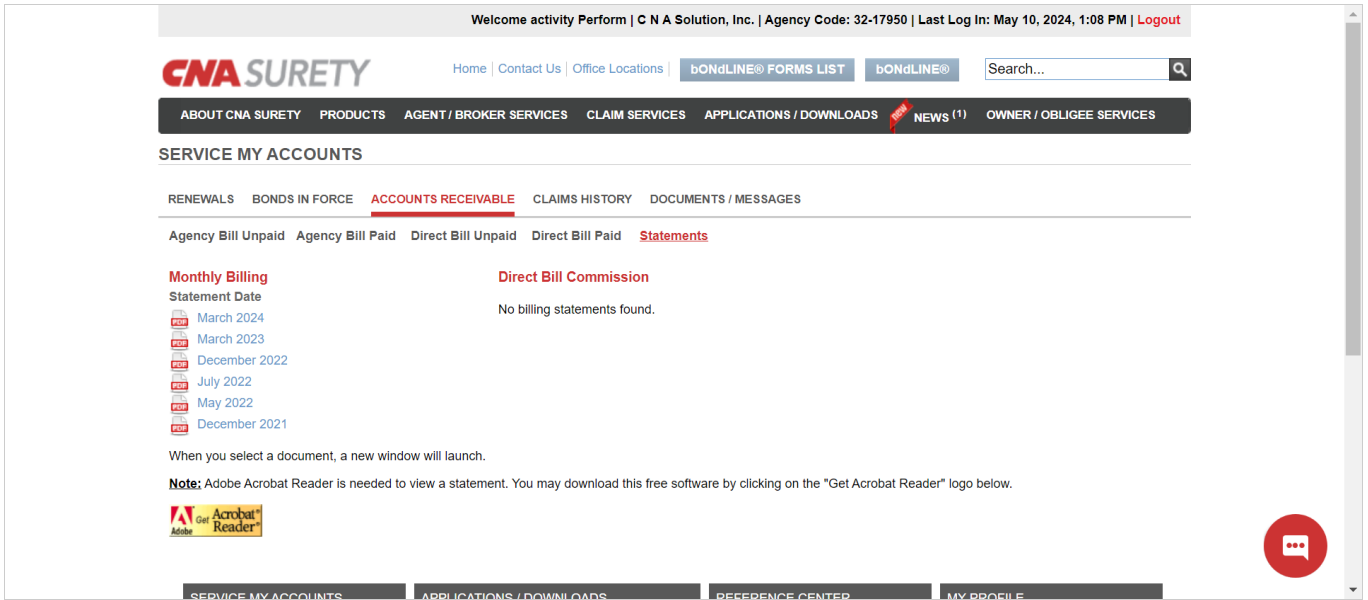 Welcome activity Perform | C N A Solution, Inc. | Agency Code: 32-17950 | Last Log In: May 10, 2024, 1:08 PM | Logout
CNA SURETY
Home | Contact Us | Office Locations | bONdLINE® FORMS LIST bONdLINE® Search...
ABOUT CNA SURETY PRODUCTS AGENT / BROKER SERVICES CLAIM SERVICES APPLICATIONS / DOWNLOADS new NEWS (1) OWNER / OBLIGEE SERVICES
SERVICE MY ACCOUNTS
RENEWALS BONDS IN FORCE ACCOUNTS RECEIVABLE CLAIMS HISTORY DOCUMENTS / MESSAGES
Agency Bill Unpaid Agency Bill Paid Direct Bill Unpaid Direct Bill Paid Statements
Monthly Billing
Statement Date
PDF March 2024
PDF March 2023
PDF December 2022
PDF July 2022
PDF May 2022
PDF December 2021
Direct Bill Commission
No billing statements found.
When you select a document, a new window will launch.
Note: Adobe Acrobat Reader is needed to view a statement. You may download this free software by clicking on the "Get Acrobat Reader" logo below.
Adobe Get Acrobat® Reader®
SERVICE MY ACCOUNTS APPLICATIONS / DOWNLOADS REFERENCE CENTER MY PROFILE